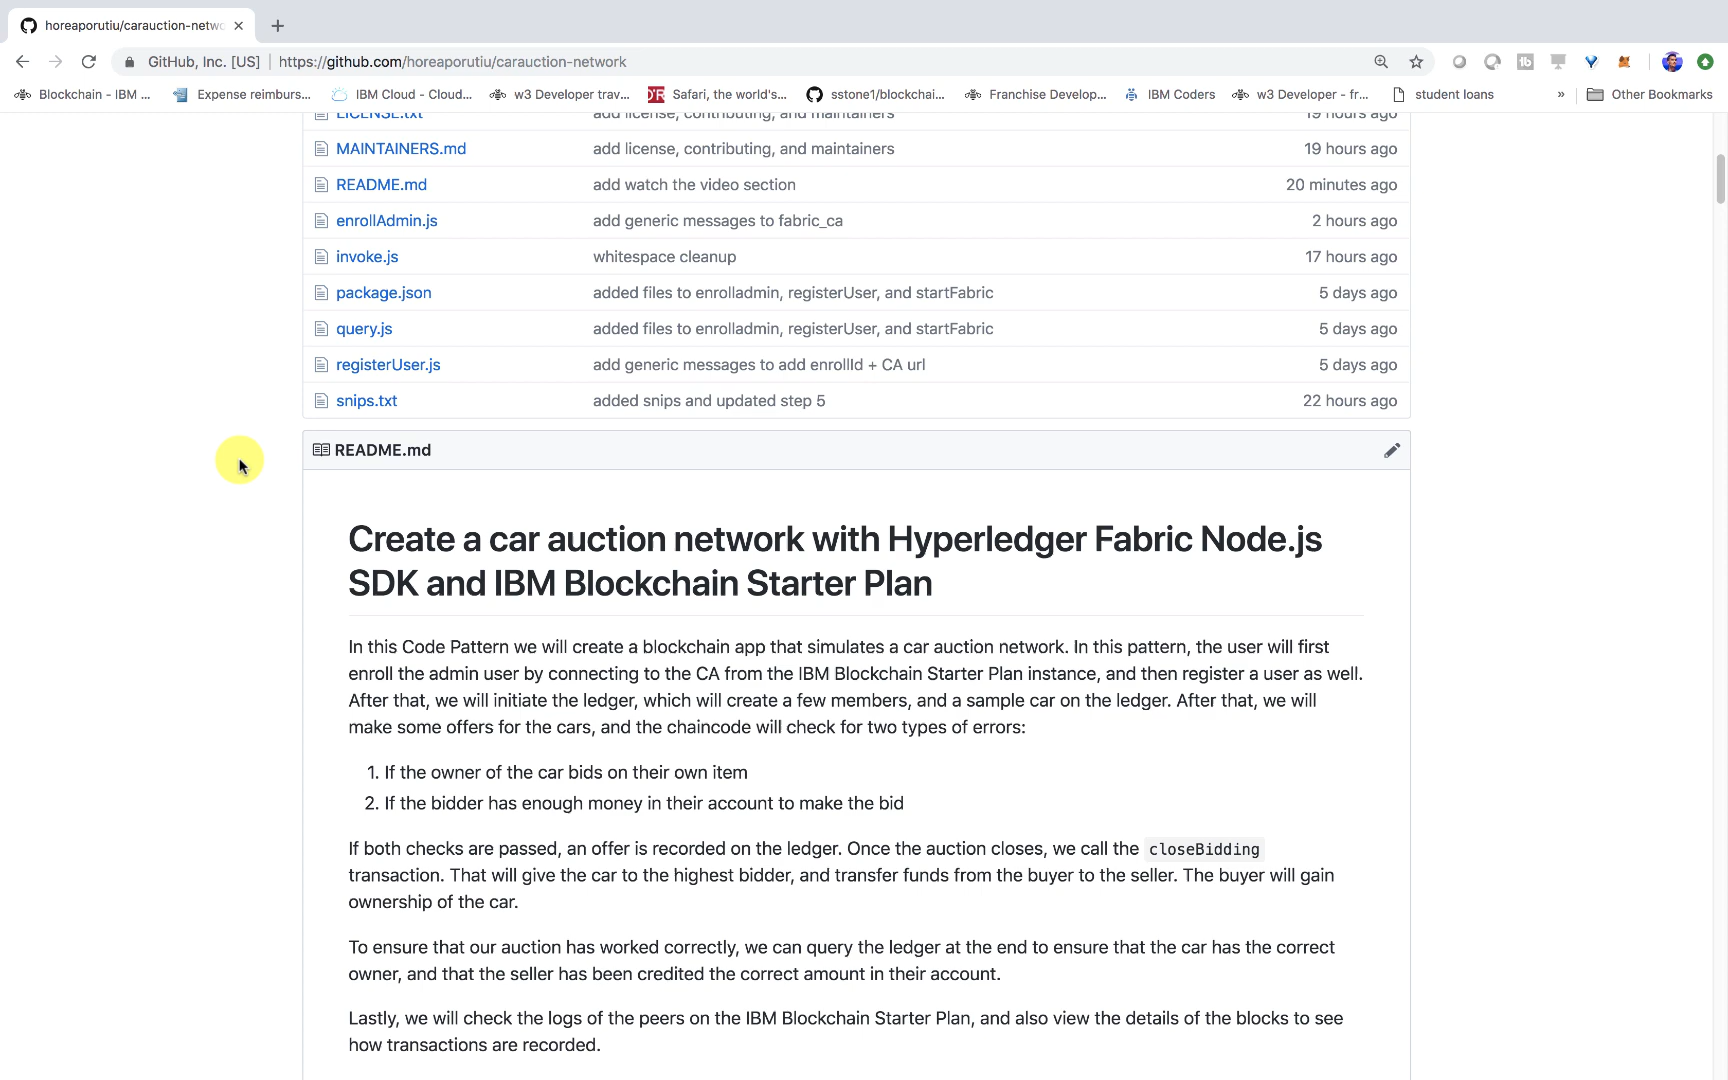 horeaporutiu/carauction-netwo
GitHub, Inc. [US] | https://github.com/horeaporutiu/carauction-network
Blockchain - IBM ... Expense reimburs... IBM Cloud - Cloud... w3 Developer trav... Safari, the world's... sstone1/blockchai... Franchise Develop... IBM Coders w3 Developer - fr... student loans » Other Bookmarks
LICENSE.txt add license, contributing, and maintainers 19 hours ago
MAINTAINERS.md add license, contributing, and maintainers 19 hours ago
README.md add watch the video section 20 minutes ago
enrollAdmin.js add generic messages to fabric_ca 2 hours ago
invoke.js whitespace cleanup 17 hours ago
package.json added files to enrolladmin, registerUser, and startFabric 5 days ago
query.js added files to enrolladmin, registerUser, and startFabric 5 days ago
registerUser.js add generic messages to add enrollId + CA url 5 days ago
snips.txt added snips and updated step 5 22 hours ago
README.md
Create a car auction network with Hyperledger Fabric Node.js
SDK and IBM Blockchain Starter Plan
In this Code Pattern we will create a blockchain app that simulates a car auction network. In this pattern, the user will first
enroll the admin user by connecting to the CA from the IBM Blockchain Starter Plan instance, and then register a user as well.
After that, we will initiate the ledger, which will create a few members, and a sample car on the ledger. After that, we will
make some offers for the cars, and the chaincode will check for two types of errors:
1. If the owner of the car bids on their own item
2. If the bidder has enough money in their account to make the bid
If both checks are passed, an offer is recorded on the ledger. Once the auction closes, we call the closeBidding
transaction. That will give the car to the highest bidder, and transfer funds from the buyer to the seller. The buyer will gain
ownership of the car.
To ensure that our auction has worked correctly, we can query the ledger at the end to ensure that the car has the correct
owner, and that the seller has been credited the correct amount in their account.
Lastly, we will check the logs of the peers on the IBM Blockchain Starter Plan, and also view the details of the blocks to see
how transactions are recorded.